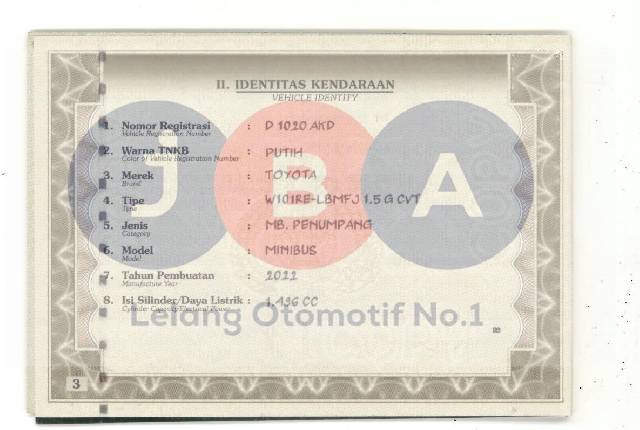 II. IDENTITAS KENDARAAN
VEHICLE IDENTITY
1. Nomor Registrasi : D 1020 AKD
Vehicle Registration Number
2. Warna TNKB : PUTIH
Color of Vehicle Registration Number
3. Merek : TOYOTA
Brand
4. Tipe : W101RE-LBMFJ 1.5 G CVT
Type
5. Jenis : MB. PENUMPANG
Category
6. Model : MINIBUS
Model
7. Tahun Pembuatan : 2022
Manufacture Year
8. Isi Silinder/Daya Listrik : 1.496 CC
Cylinder Capacity/Electrical Power
JBA
Lelang Otomotif No.1
3